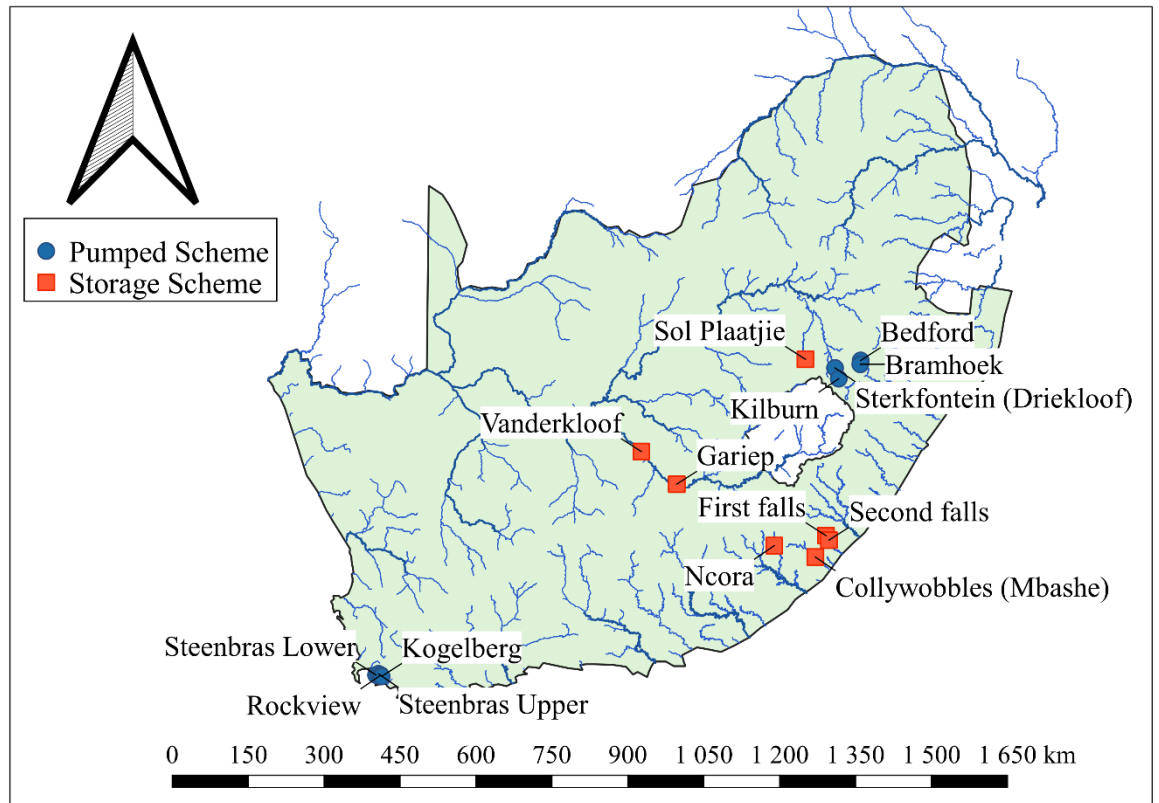 Pumped Scheme
Storage Scheme
Sol Plaatjie
Bedford
Bramhoek
Sterkfontein (Driekloof)
Kilburn
Vanderkloof
Gariep
First falls
Second falls
Ncora
Collywobbles (Mbashe)
Steenbras Lower
Kogelberg
Rockview
Steenbras Upper
0 150 300 450 600 750 900 1 050 1 200 1 350 1 500 1 650 km